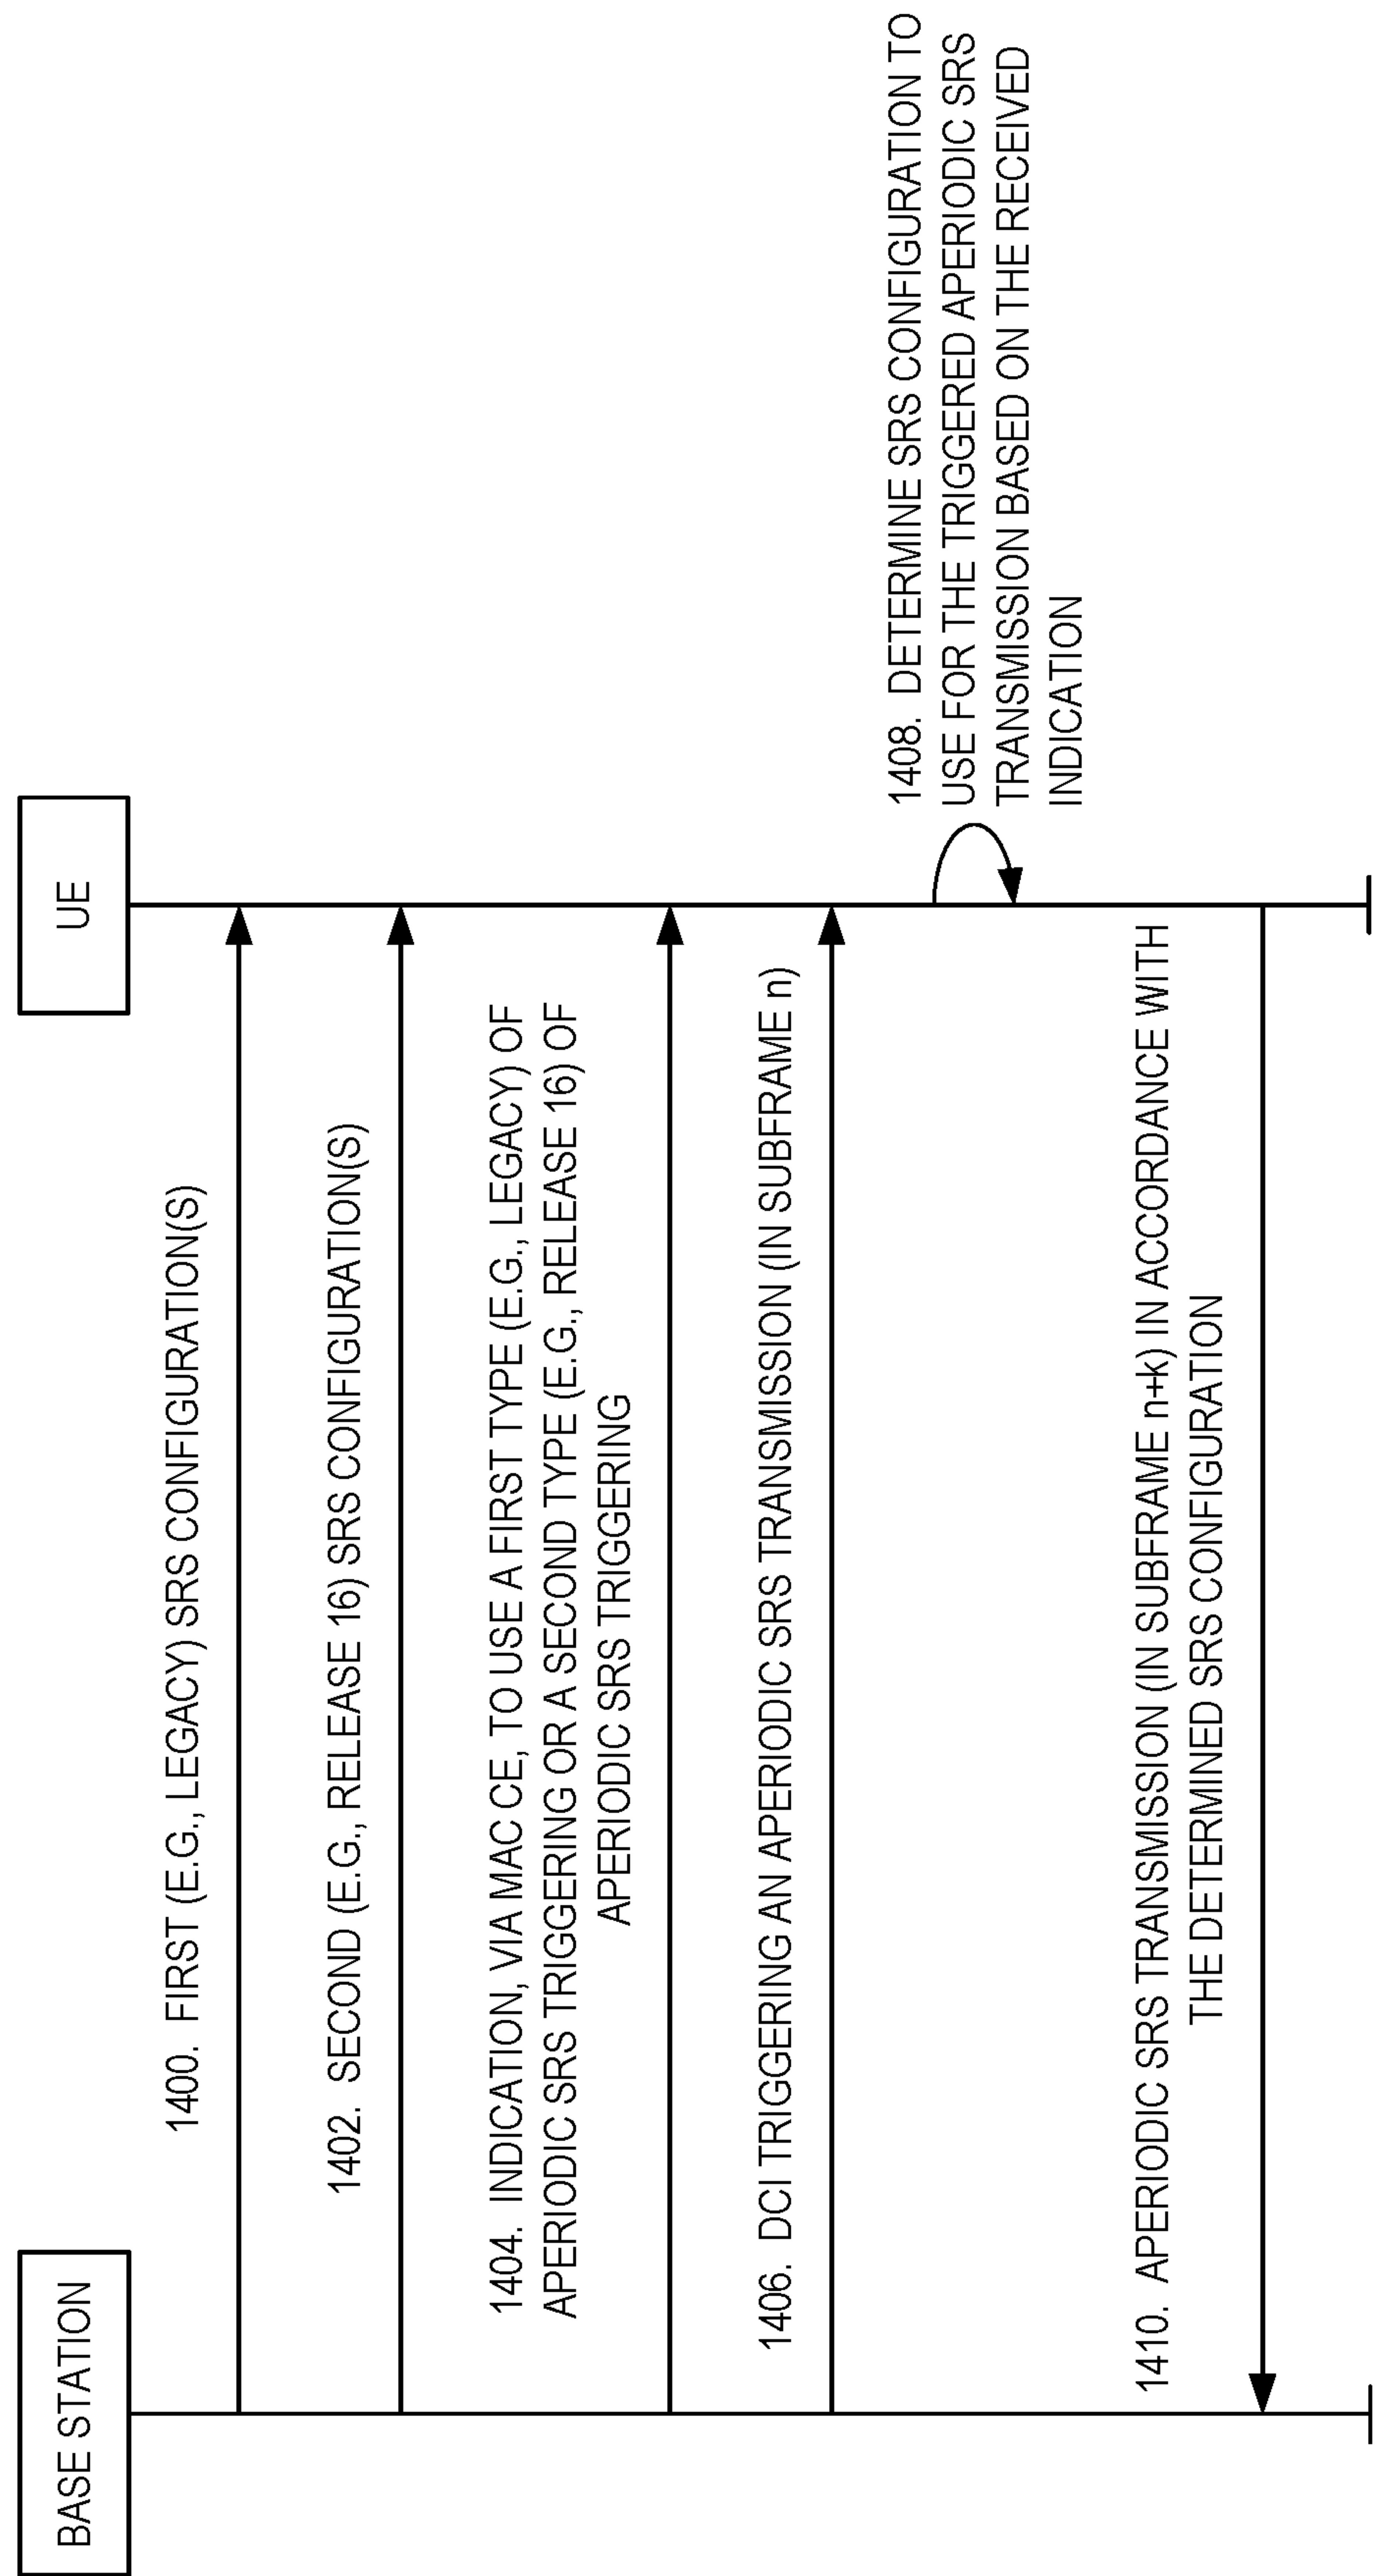 BASE STATION
UE
1400. FIRST (E.G., LEGACY) SRS CONFIGURATION(S)
1402. SECOND (E.G., RELEASE 16) SRS CONFIGURATION(S)
1404. INDICATION, VIA MAC CE, TO USE A FIRST TYPE (E.G., LEGACY) OF
APERIODIC SRS TRIGGERING OR A SECOND TYPE (E.G., RELEASE 16) OF
APERIODIC SRS TRIGGERING
1406. DCI TRIGGERING AN APERIODIC SRS TRANSMISSION (IN SUBFRAME n)
1408. DETERMINE SRS CONFIGURATION TO
USE FOR THE TRIGGERED APERIODIC SRS
TRANSMISSION BASED ON THE RECEIVED
INDICATION
1410. APERIODIC SRS TRANSMISSION (IN SUBFRAME n+k) IN ACCORDANCE WITH
THE DETERMINED SRS CONFIGURATION